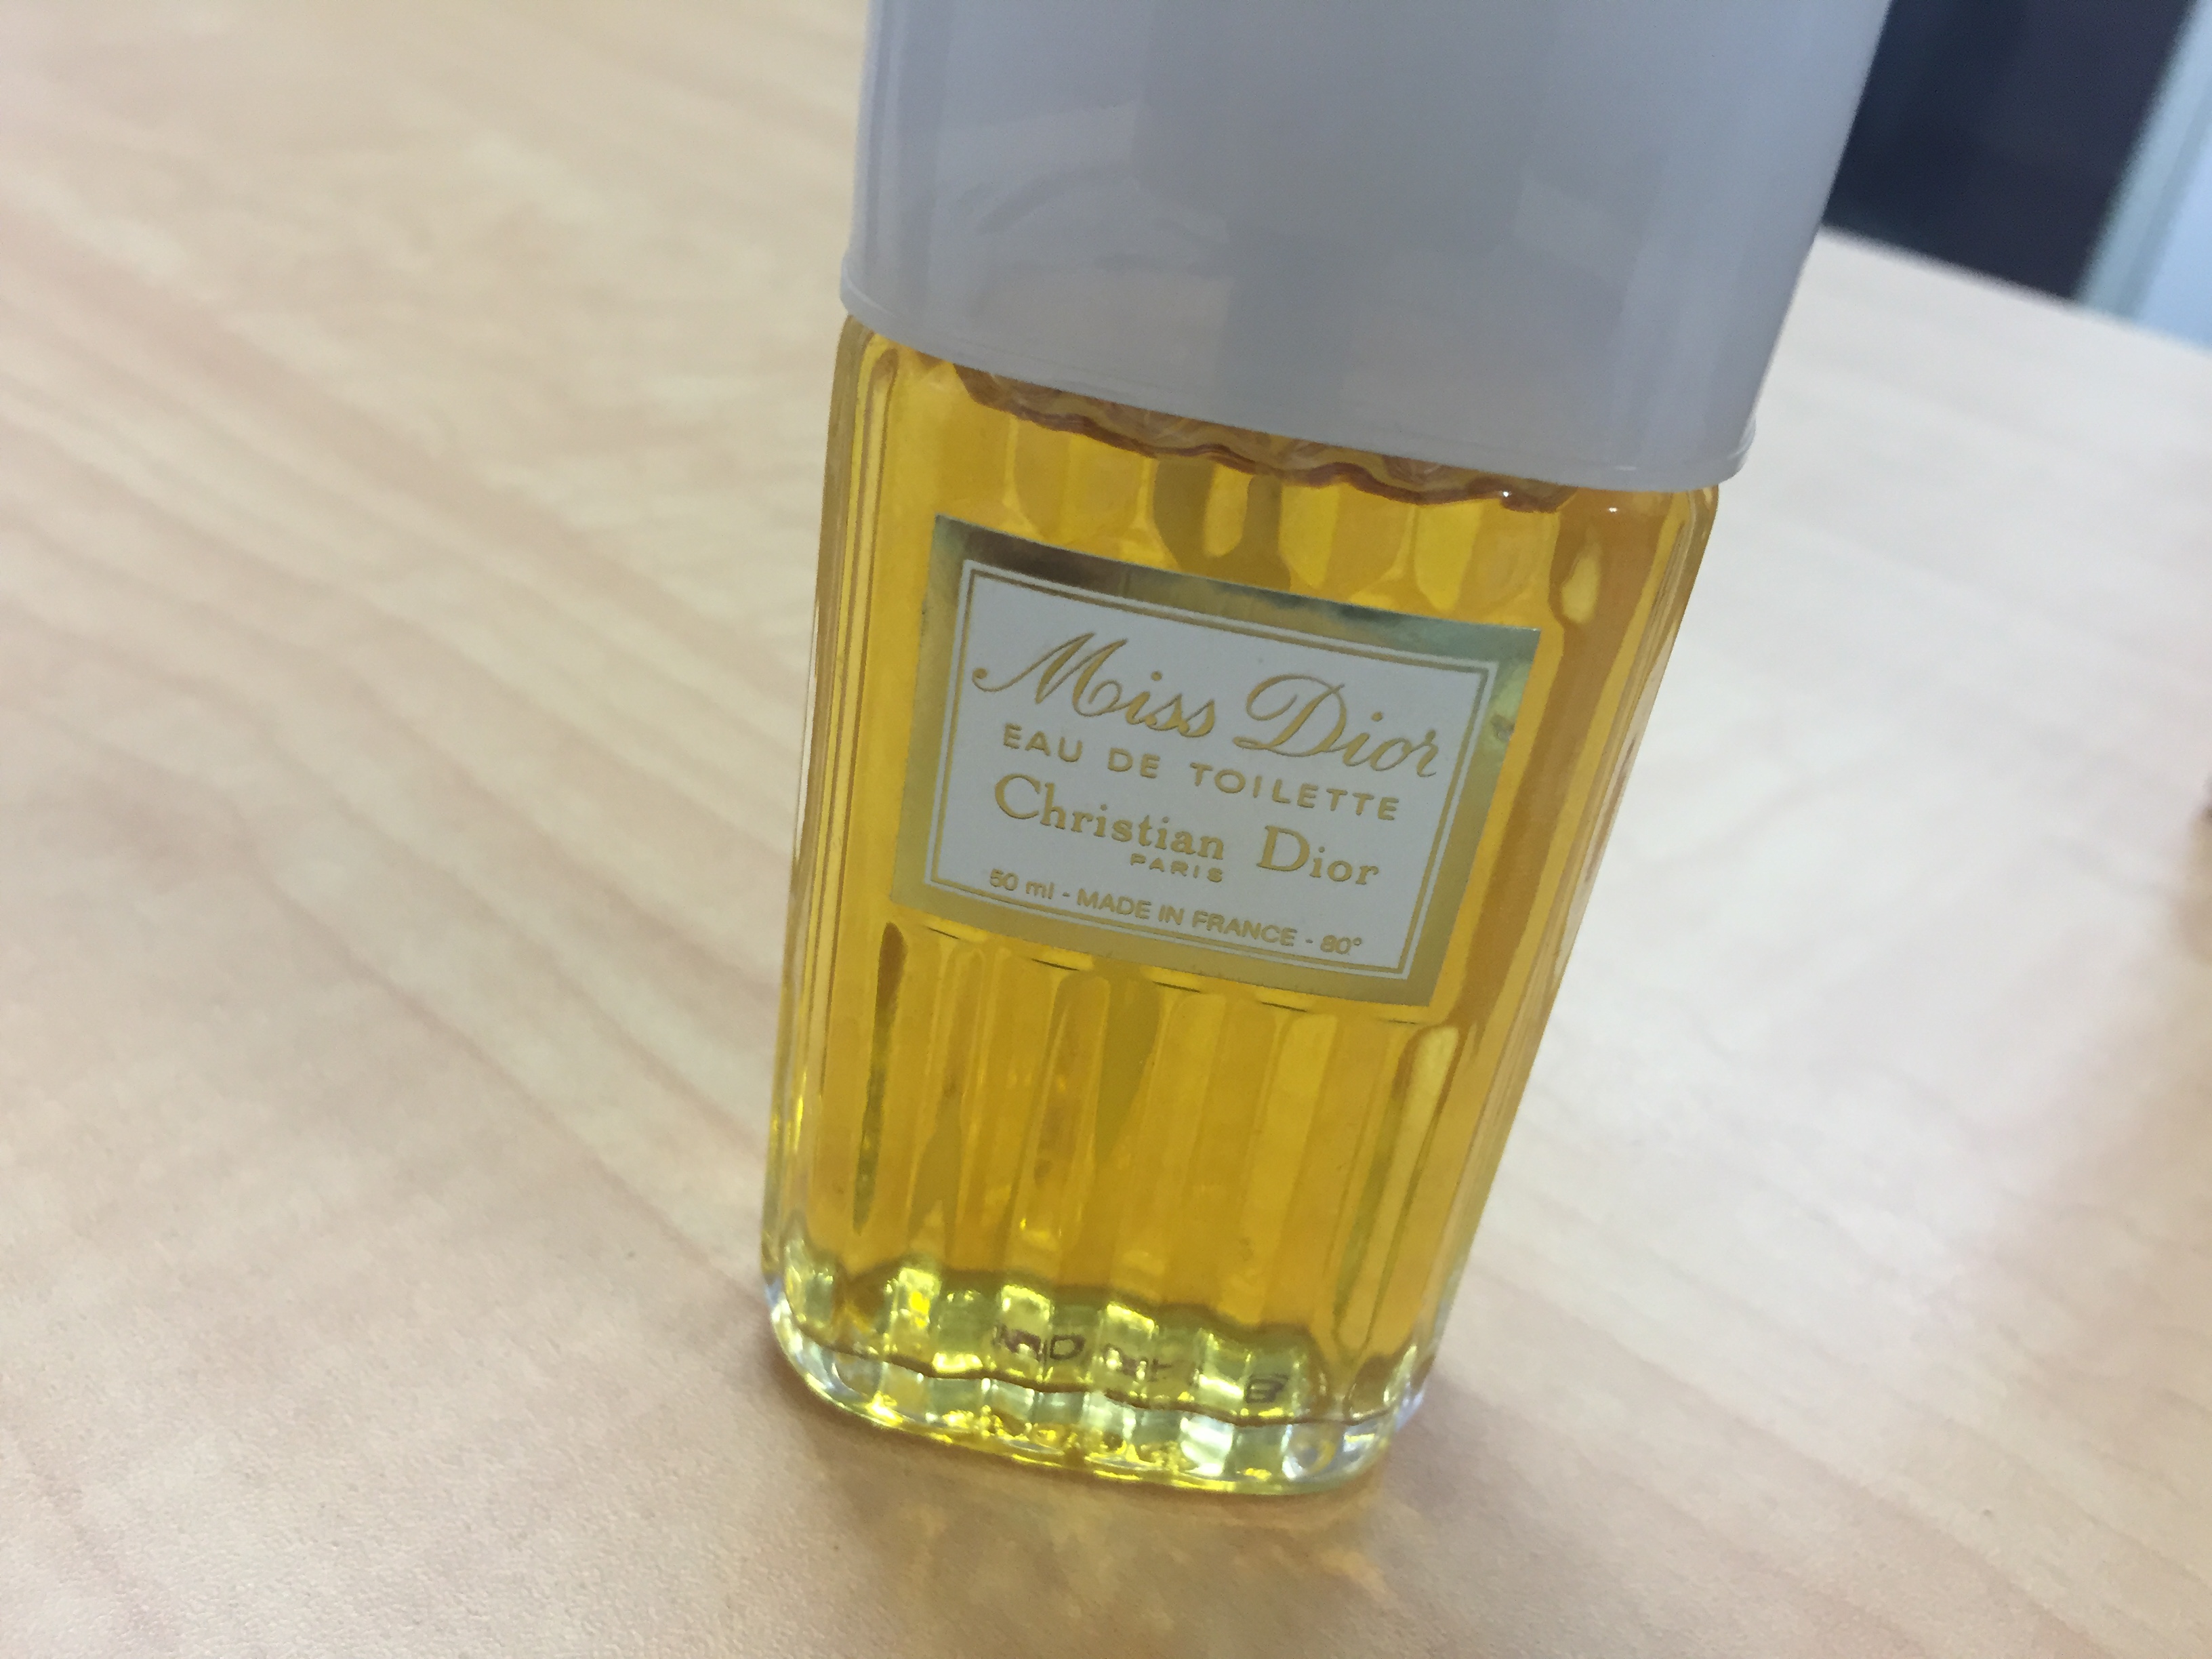 Miss Dior
EAU DE TOILETTE
Christian Dior
PARIS
50 ml - MADE IN FRANCE - 80°